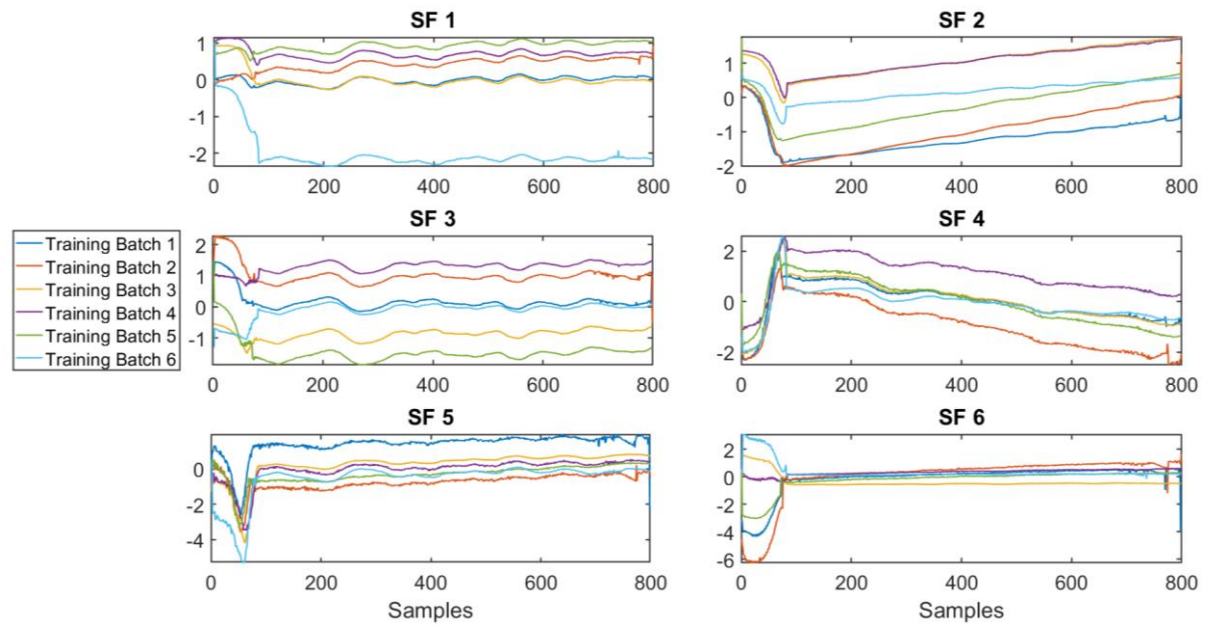 SF 1
SF 2
1
0
-2
0 200 400 600 800
1
0
-1
-2
0 200 400 600 800
Training Batch 1
Training Batch 2
Training Batch 3
Training Batch 4
Training Batch 5
Training Batch 6
SF 3
SF 4
2
1
0
-1
0 200 400 600 800
2
0
-2
0 200 400 600 800
SF 5
SF 6
0
-2
-4
0 200 400 600 800
Samples
2
0
-2
-4
-6
0 200 400 600 800
Samples